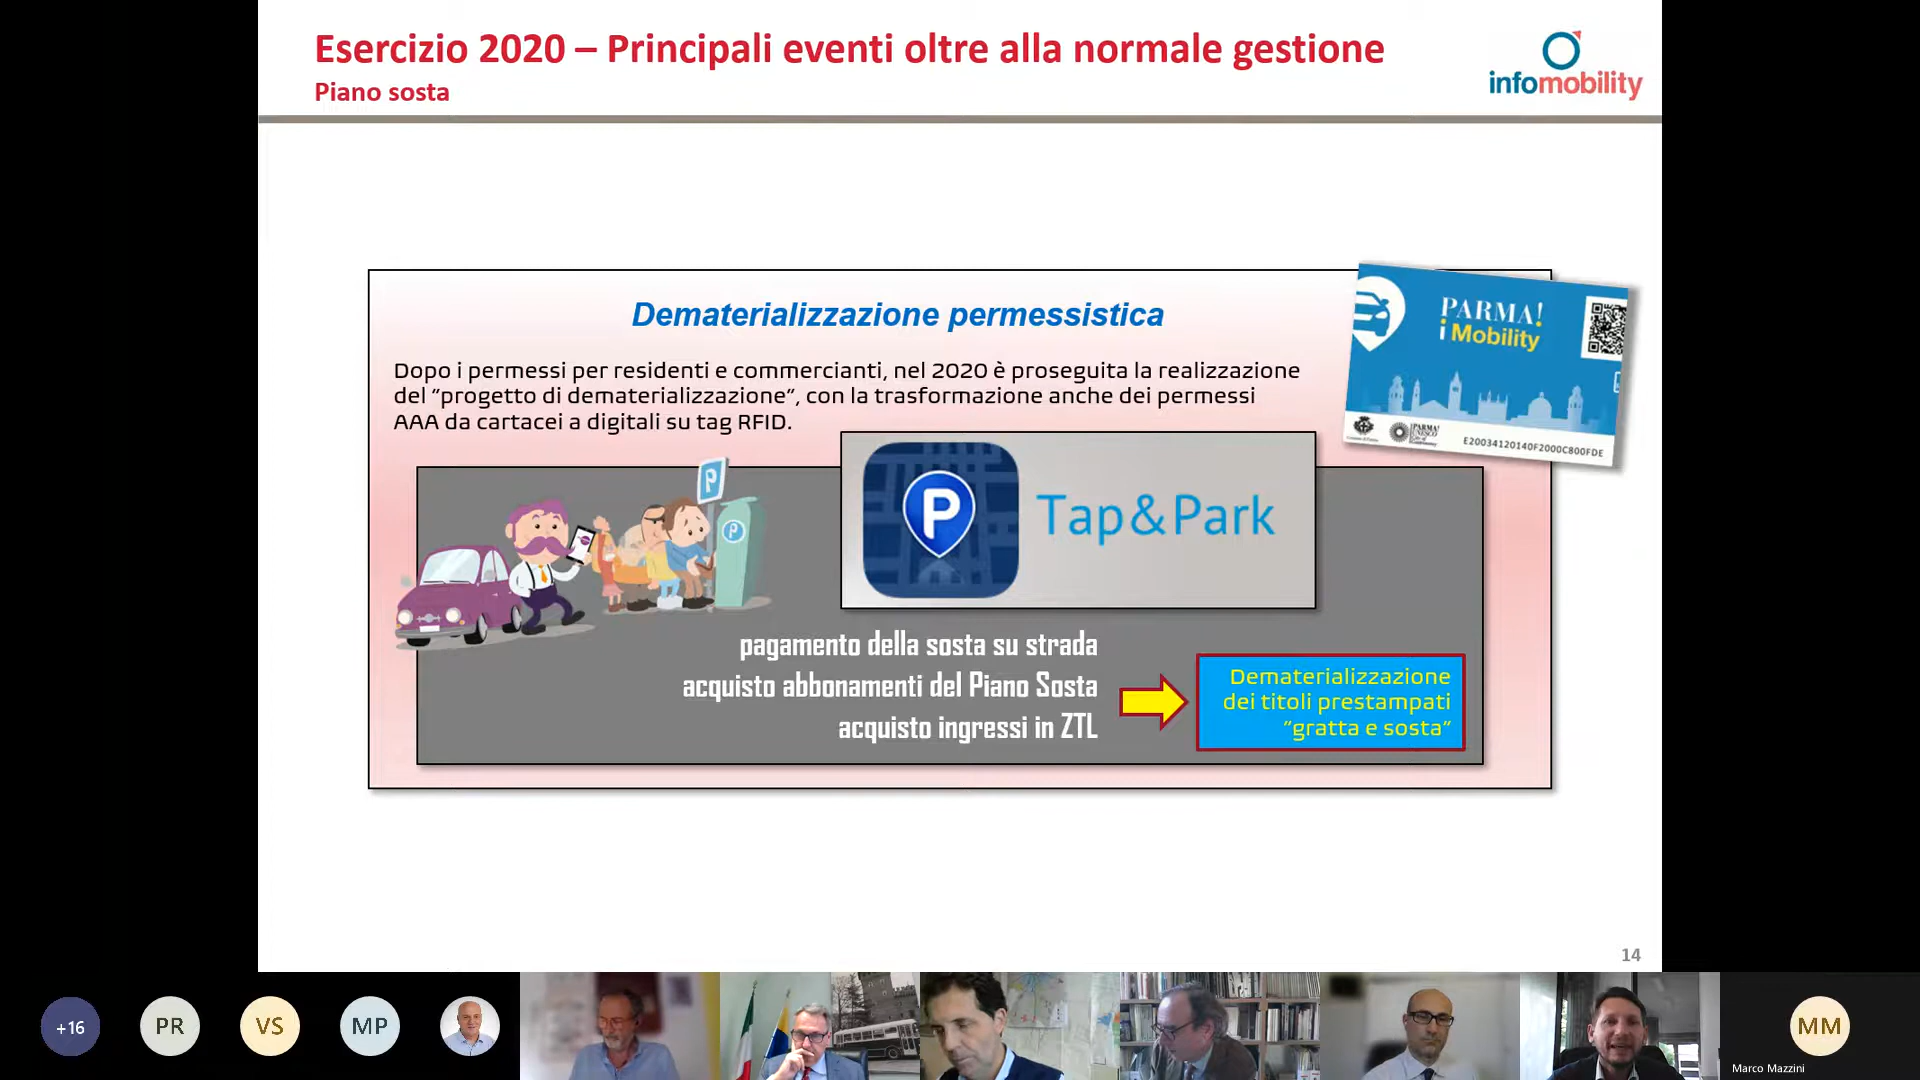 Esercizio 2020 – Principali eventi oltre alla normale gestione
Piano sosta
infomobility
Dematerializzazione permessistica
Dopo i permessi per residenti e commercianti, nel 2020 è proseguita la realizzazione
del “progetto di dematerializzazione”, con la trasformazione anche dei permessi
AAA da cartacei a digitali su tag RFID.
PARMA!
i Mobility
PARMA!
UNESCO
E20034120140F2000C800FDE
P
P
P
Tap&Park
pagamento della sosta su strada
acquisto abbonamenti del Piano Sosta
acquisto ingressi in ZTL
Dematerializzazione
dei titoli prestampati
“gratta e sosta”
14
+16
PR
VS
MP
MM
Marco Mazzini